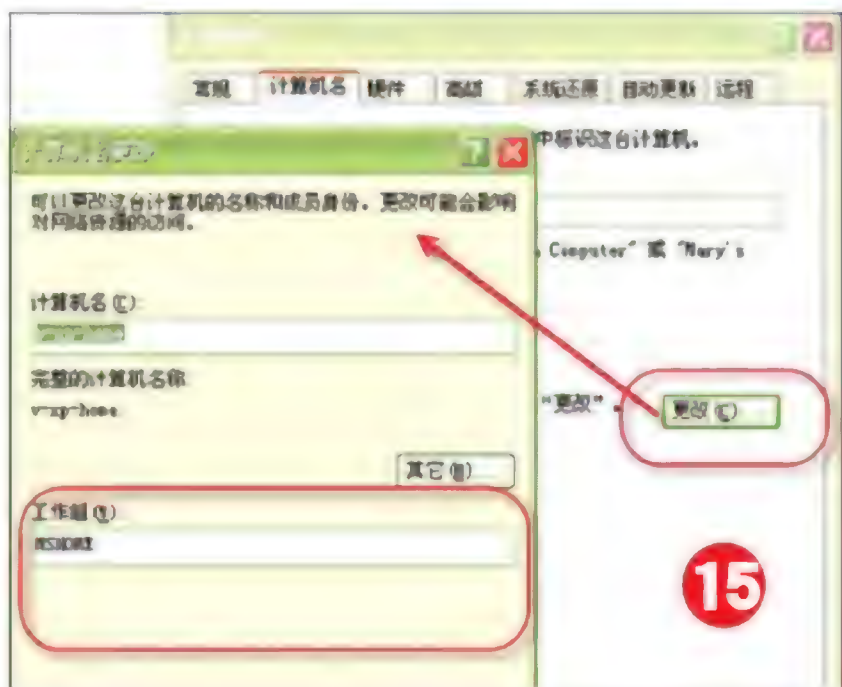 常规 计算机名 硬件 高级 系统还原 自动更新 远程
中标识这台计算机。
可以更改这台计算机的名称和成员身份。更改可能会影响
对网络资源的访问。
Computer" 或 "Mary's
计算机名(C):
完整的计算机名称:
v-xp-home.
"更改"。
更改(C)
其它(M)
工作组(W):
MSHOME
15